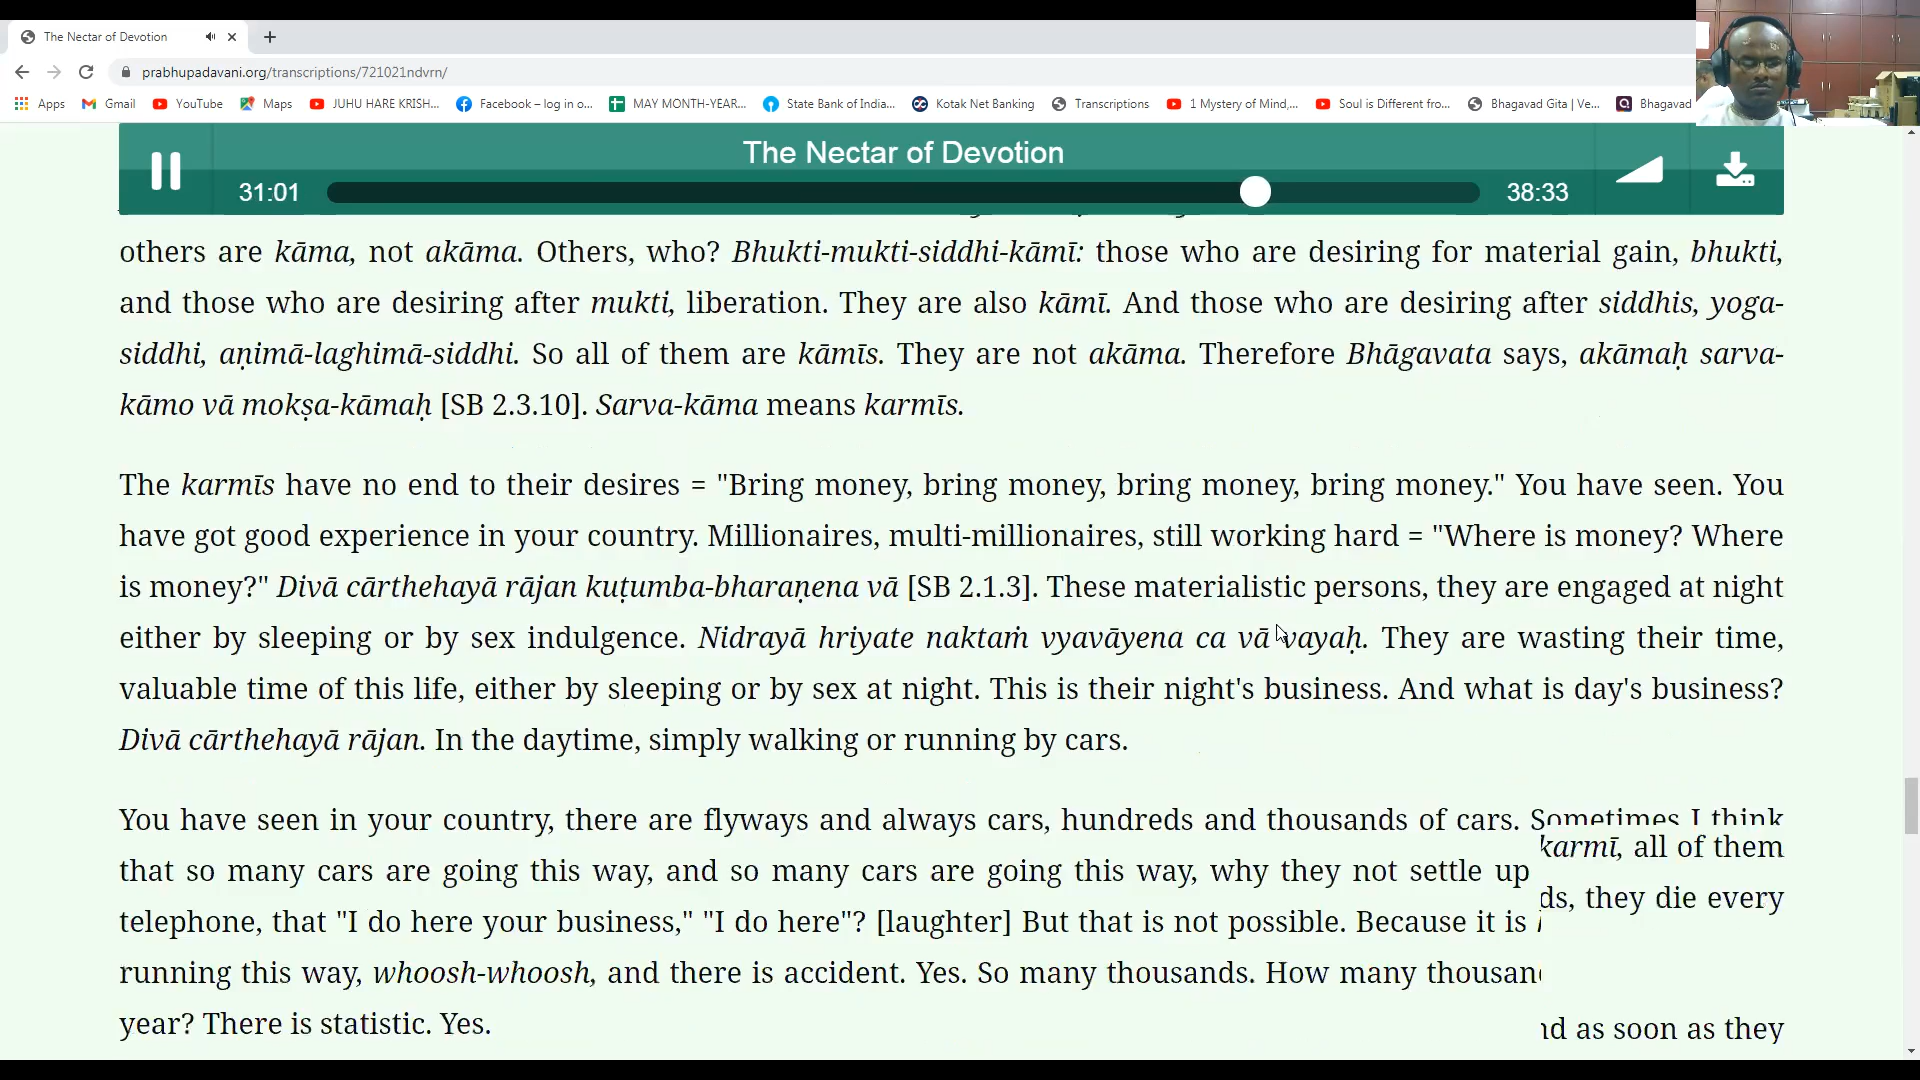 The Nectar of Devotion
prabhupadavani.org/transcriptions/721021ndvrn/
Apps Gmail YouTube Maps JUHU HARE KRISH... Facebook – log in o... MAY MONTH-YEAR... State Bank of India... Kotak Net Banking Transcriptions 1 Mystery of Mind,... Soul is Different fro... Bhagavad Gita | Ve... Bhagavad
The Nectar of Devotion
31:01 38:33
others are kāma, not akāma. Others, who? Bhukti-mukti-siddhi-kāmī: those who are desiring for material gain, bhukti,
and those who are desiring after mukti, liberation. They are also kāmī. And those who are desiring after siddhis, yoga-
siddhi, aṇimā-laghimā-siddhi. So all of them are kāmīs. They are not akāma. Therefore Bhāgavata says, akāmaḥ sarva-
kāmo vā mokṣa-kāmaḥ [SB 2.3.10]. Sarva-kāma means karmīs.
The karmīs have no end to their desires = "Bring money, bring money, bring money, bring money." You have seen. You
have got good experience in your country. Millionaires, multi-millionaires, still working hard = "Where is money? Where
is money?" Divā cārthehayā rājan kuṭumba-bharaṇena vā [SB 2.1.3]. These materialistic persons, they are engaged at night
either by sleeping or by sex indulgence. Nidrayā hriyate naktaṁ vyavāyena ca vā vayaḥ. They are wasting their time,
valuable time of this life, either by sleeping or by sex at night. This is their night's business. And what is day's business?
Divā cārthehayā rājan. In the daytime, simply walking or running by cars.
You have seen in your country, there are flyways and always cars, hundreds and thousands of cars. Sometimes I think
that so many cars are going this way, and so many cars are going this way, why they not settle up karmī, all of them
telephone, that "I do here your business," "I do here"? [laughter] But that is not possible. Because it is ds, they die every
running this way, whoosh-whoosh, and there is accident. Yes. So many thousands. How many thousan
year? There is statistic. Yes. nd as soon as they